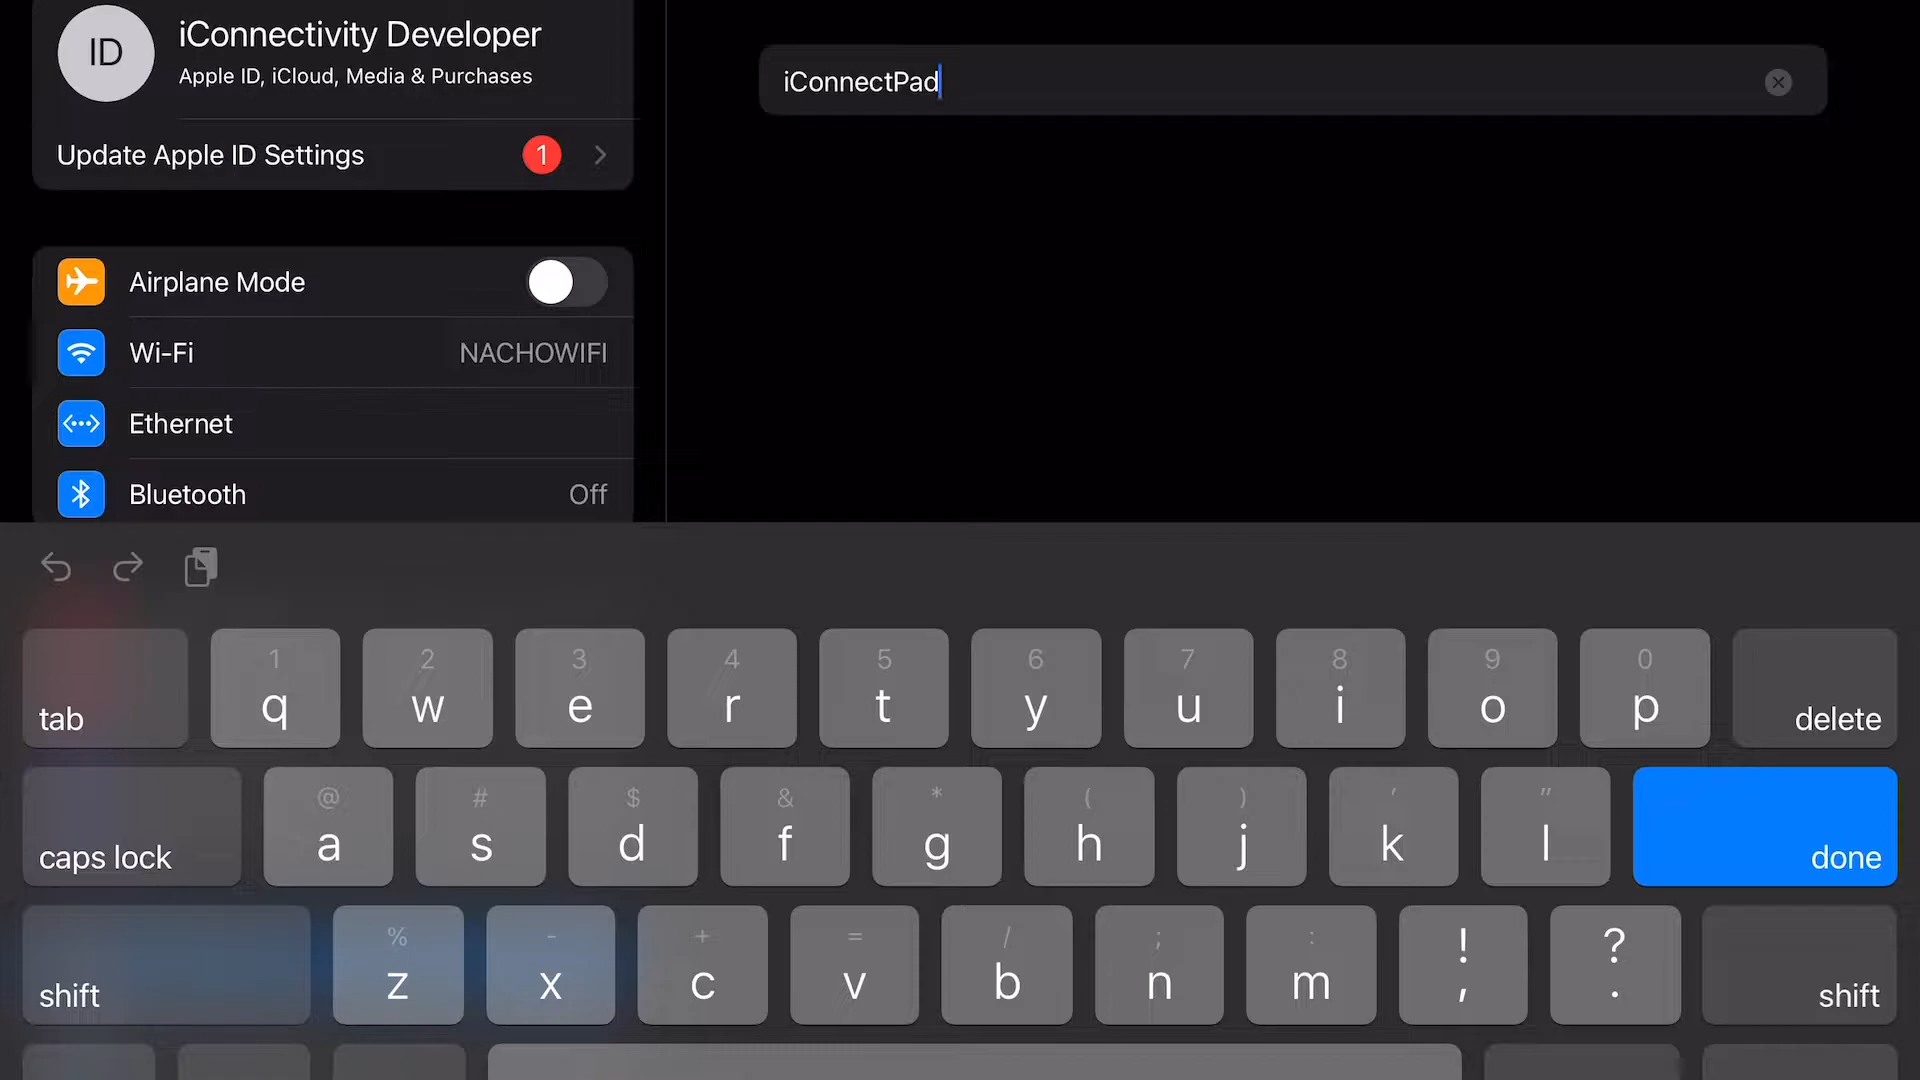 ID
iConnectivity Developer
Apple ID, iCloud, Media & Purchases
Update Apple ID Settings 1
iConnectPad
Airplane Mode
Wi-Fi NACHOWIFI
Ethernet
Bluetooth Off
1 2 3 4 5 6 7 8 9 0
tab q w e r t y u i o p delete
@ # $ & * ( ) ' "
caps lock a s d f g h j k l done
% - + = / ; : ! ?
shift z x c v b n m , . shift